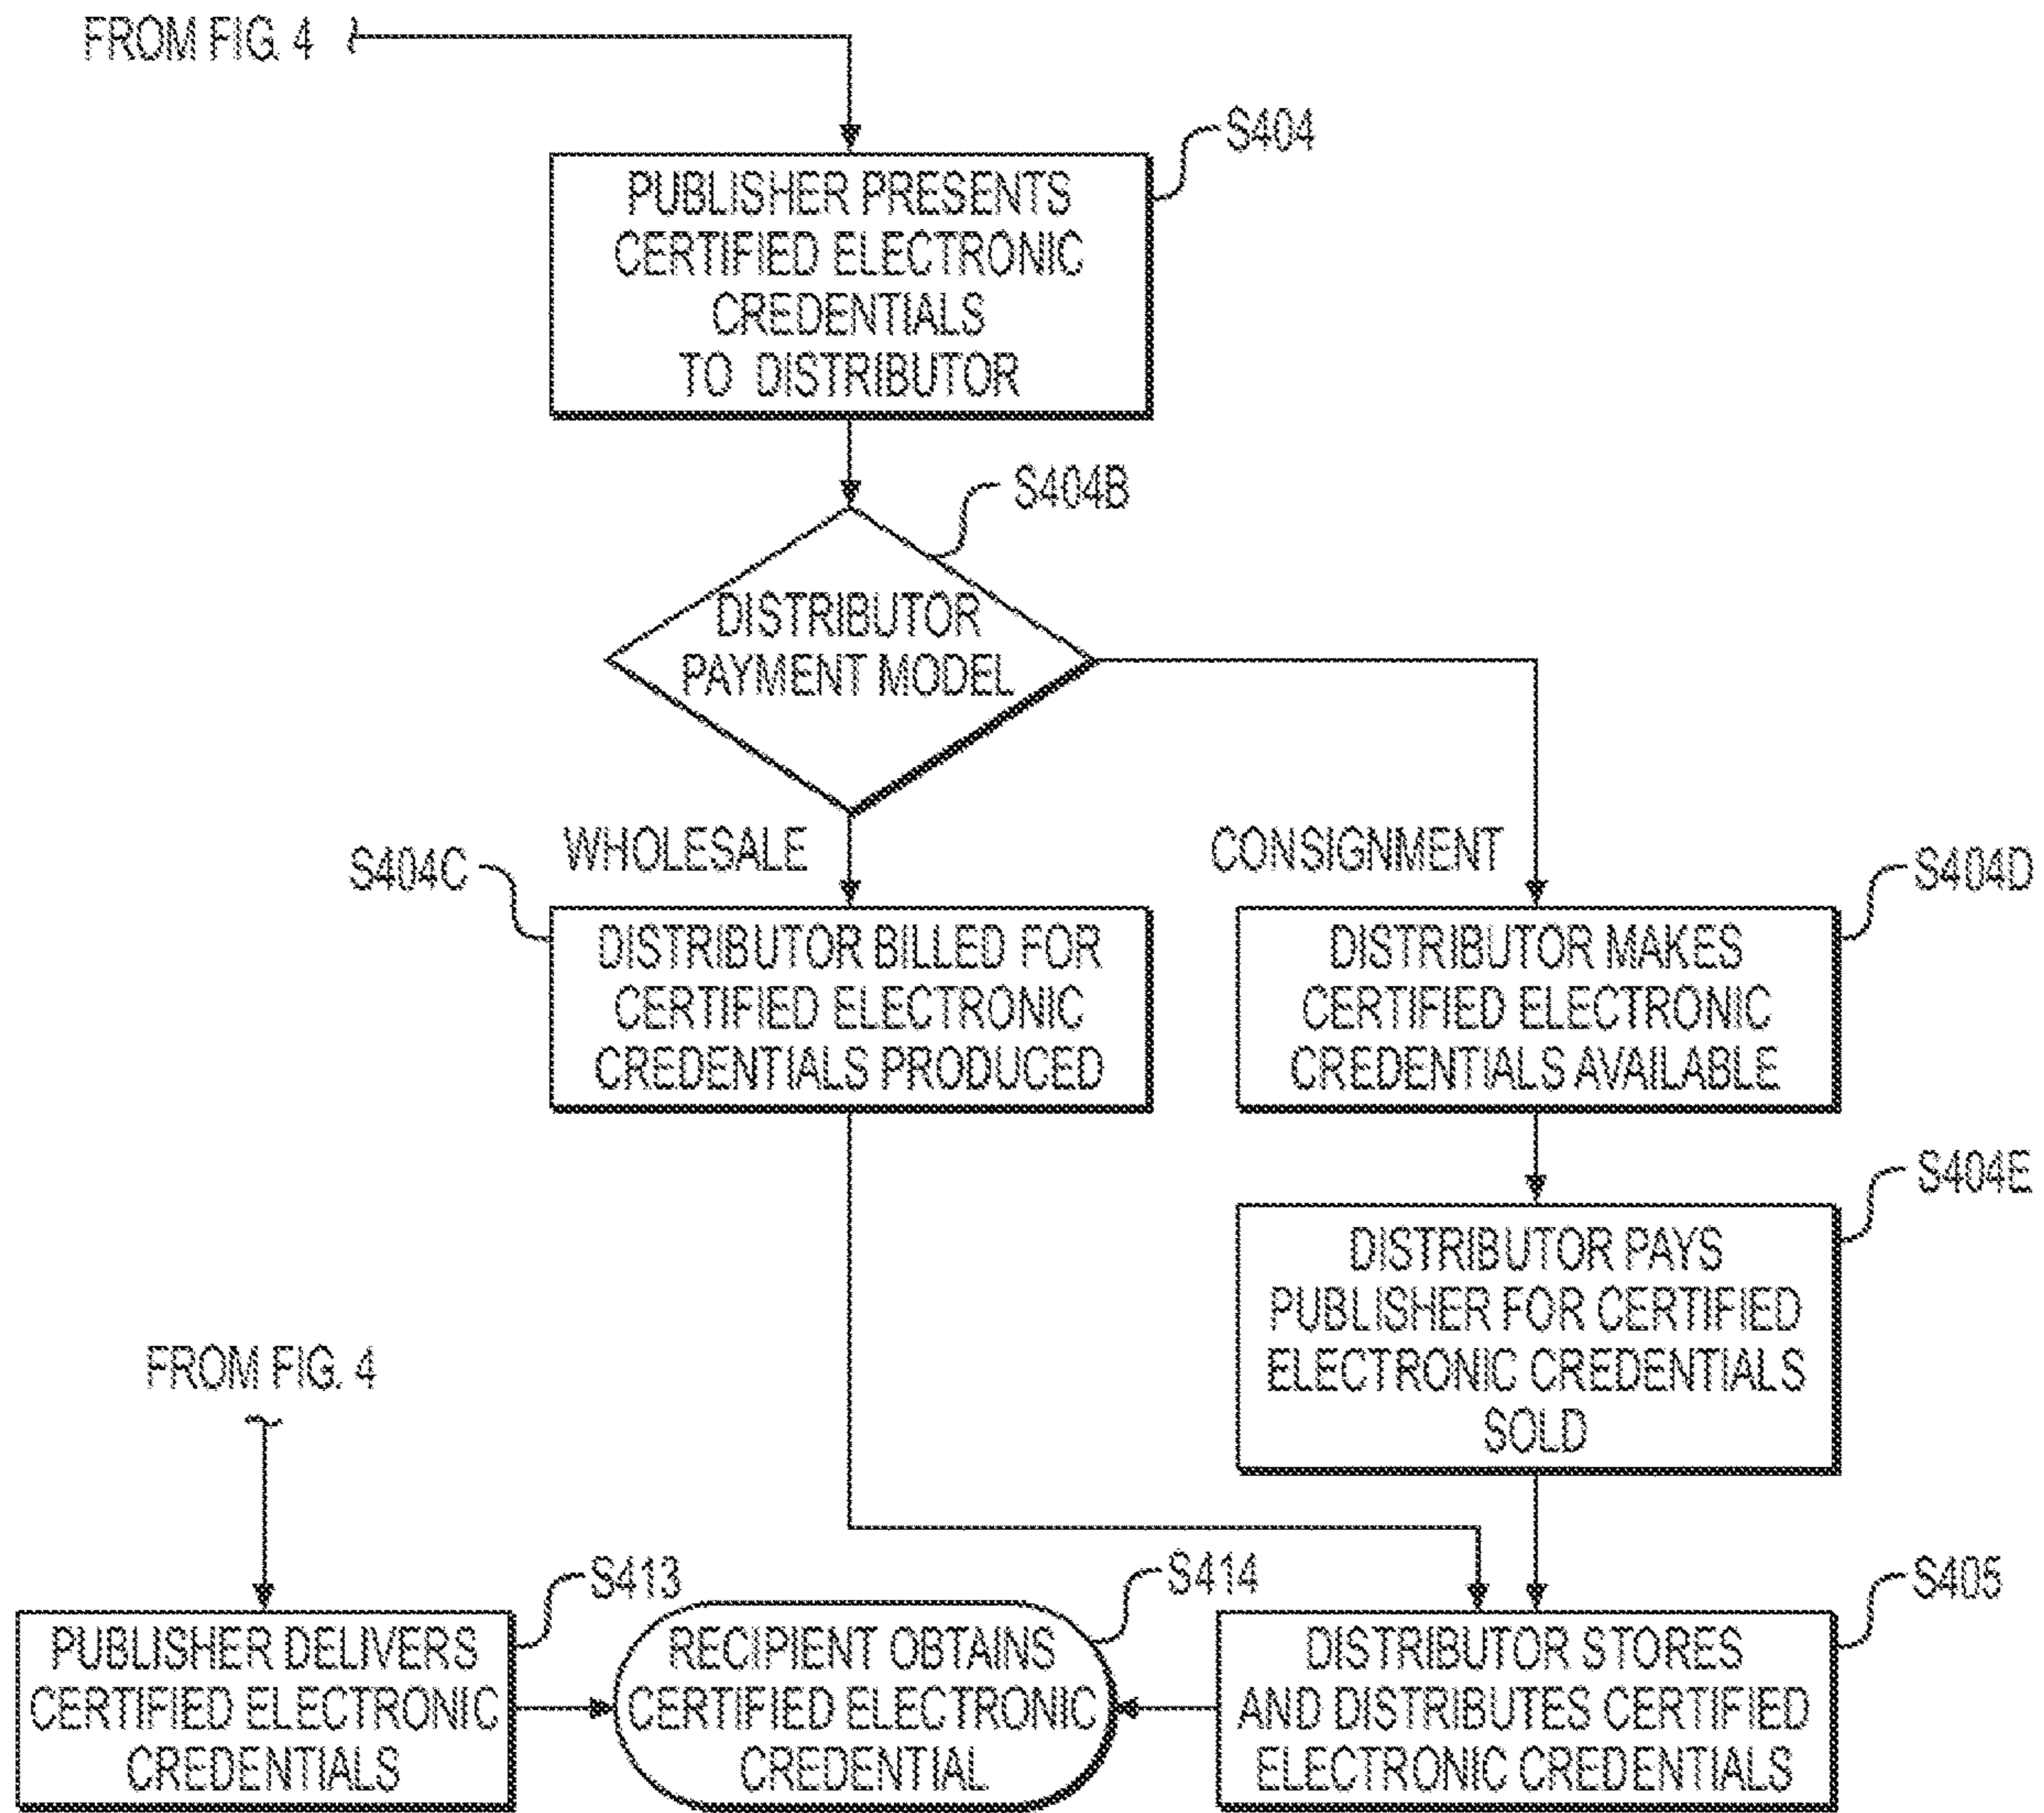 FROM FIG. 4
S404
PUBLISHER PRESENTS
CERTIFIED ELECTRONIC
CREDENTIALS
TO DISTRIBUTOR
S404B
DISTRIBUTOR
PAYMENT MODEL
WHOLESALE
CONSIGNMENT
S404C
S404D
DISTRIBUTOR BILLED FOR
CERTIFIED ELECTRONIC
CREDENTIALS PRODUCED
DISTRIBUTOR MAKES
CERTIFIED ELECTRONIC
CREDENTIALS AVAILABLE
S404E
DISTRIBUTOR PAYS
PUBLISHER FOR CERTIFIED
ELECTRONIC CREDENTIALS
SOLD
FROM FIG. 4
S413
PUBLISHER DELIVERS
CERTIFIED ELECTRONIC
CREDENTIALS
S414
RECIPIENT OBTAINS
CERTIFIED ELECTRONIC
CREDENTIAL
S405
DISTRIBUTOR STORES
AND DISTRIBUTES CERTIFIED
ELECTRONIC CREDENTIALS